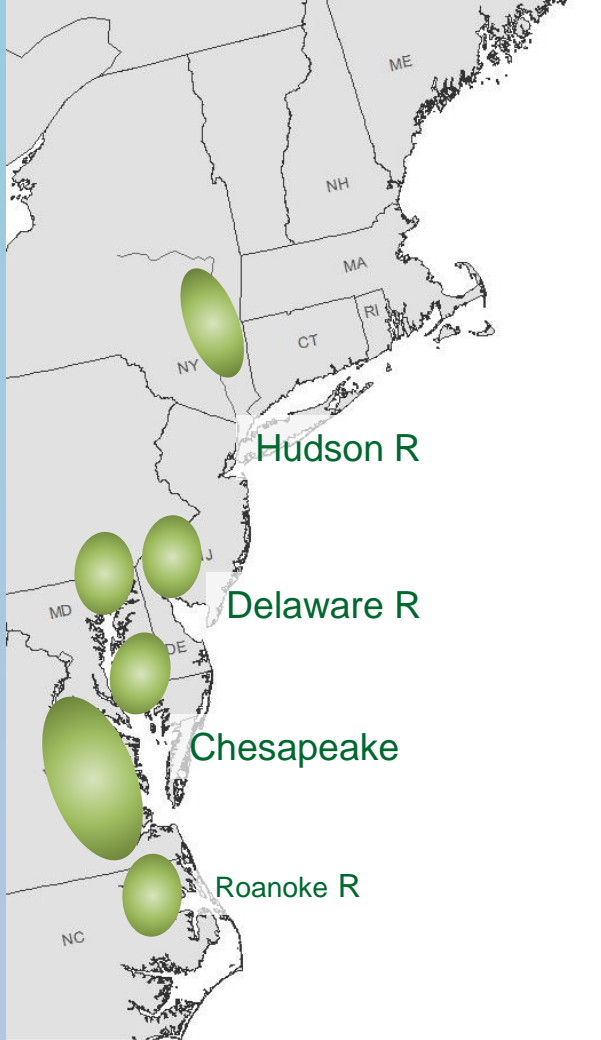 ME
NH
MA
RI
CT
NY
Hudson R
J
Delaware R
MD
DE
Chesapeake
Roanoke R
NC